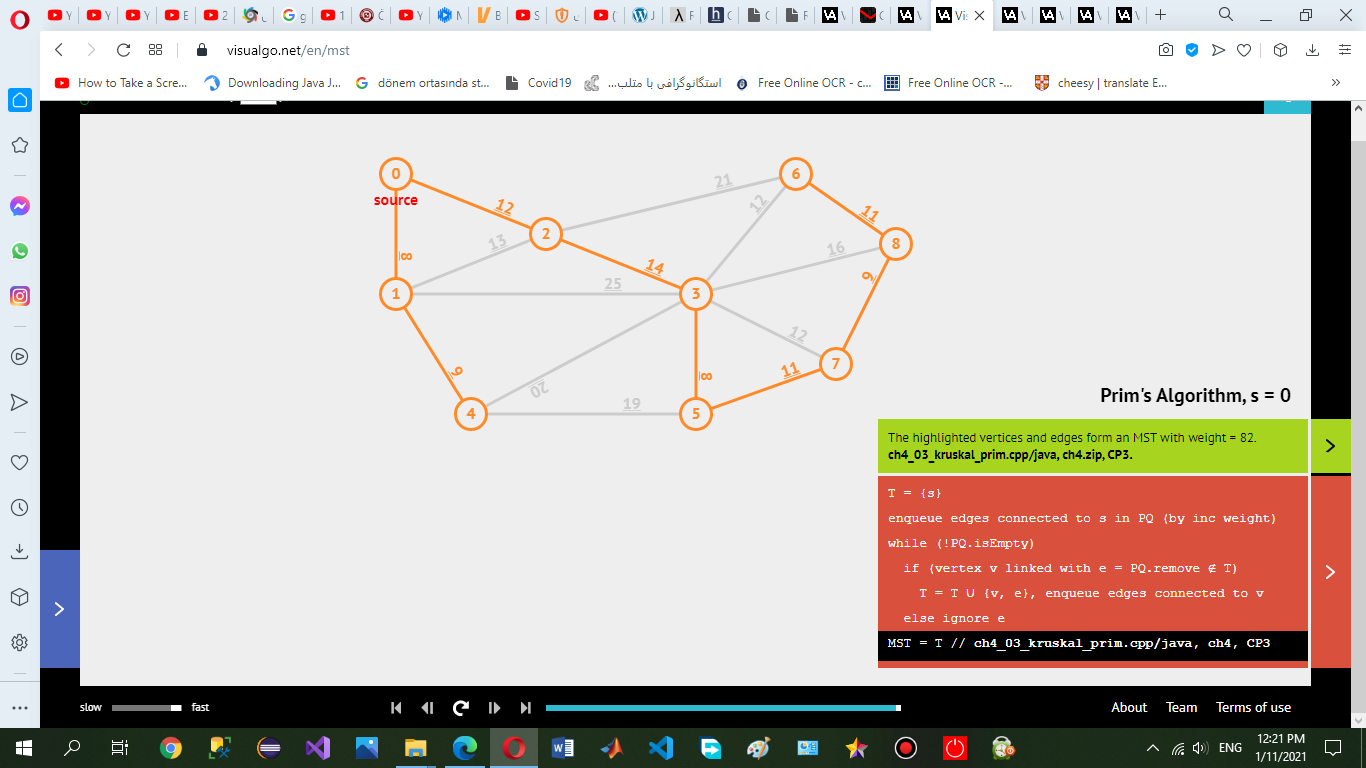 visualgo.net/en/mst
How to Take a Scre...
Downloading Java J...
dönem ortasında st...
Covid19
استگانوگرافی با متلب...
Free Online OCR - c...
Free Online OCR -...
cheesy | translate E...
0
source
12
21
6
11
8
2
13
12
16
8
14
9
1
25
3
12
7
9
20
8
11
4
19
5
Prim's Algorithm, s = 0
The highlighted vertices and edges form an MST with weight = 82.
ch4_03_kruskal_prim.cpp/java, ch4.zip, CP3.
T = {s}
enqueue edges connected to s in PQ (by inc weight)
while (!PQ.isEmpty)
if (vertex v linked with e = PQ.remove ∉ T)
T = T ∪ {v, e}, enqueue edges connected to v
else ignore e
MST = T // ch4_03_kruskal_prim.cpp/java, ch4, CP3
slow
fast
About
Team
Terms of use
ENG
12:21 PM
1/11/2021